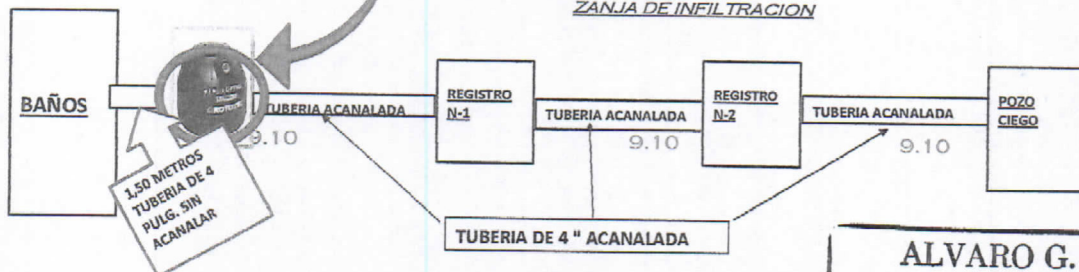 ZANJA DE INFILTRACION
BAÑOS
TUBERIA ACANALADA
9.10
REGISTRO
N-1
TUBERIA ACANALADA
9.10
REGISTRO
N-2
TUBERIA ACANALADA
9.10
POZO
CIEGO
1,50 METROS
TUBERIA DE 4
PULG. SIN
ACANALAR
TUBERIA DE 4 " ACANALADA
ALVARO G.